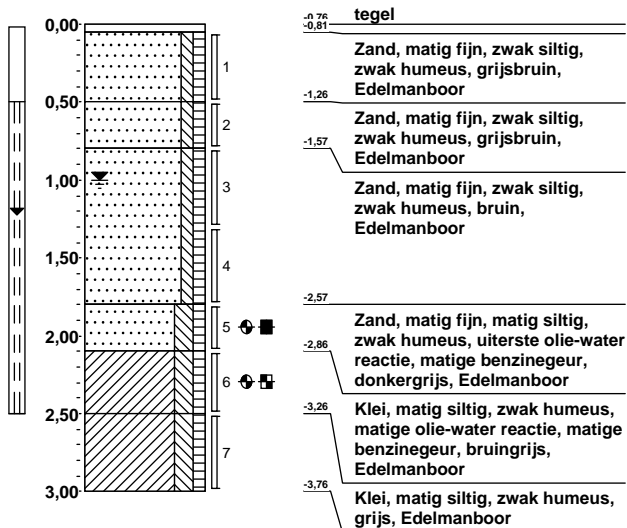 0,00
0,50
1,00
1,50
2,00
2,50
3,00
1
2
3
4
5
6
7
-0,76
-0,81
-1,26
-1,57
-2,57
-2,86
-3,26
-3,76
tegel
Zand, matig fijn, zwak siltig,
zwak humeus, grijsbruin,
Edelmanboor
Zand, matig fijn, zwak siltig,
zwak humeus, grijsbruin,
Edelmanboor
Zand, matig fijn, zwak siltig,
zwak humeus, bruin,
Edelmanboor
Zand, matig fijn, matig siltig,
zwak humeus, uiterste olie-water
reactie, matige benzinegeur,
donkergrijs, Edelmanboor
Klei, matig siltig, zwak humeus,
matige olie-water reactie, matige
benzinegeur, bruingrijs,
Edelmanboor
Klei, matig siltig, zwak humeus,
grijs, Edelmanboor